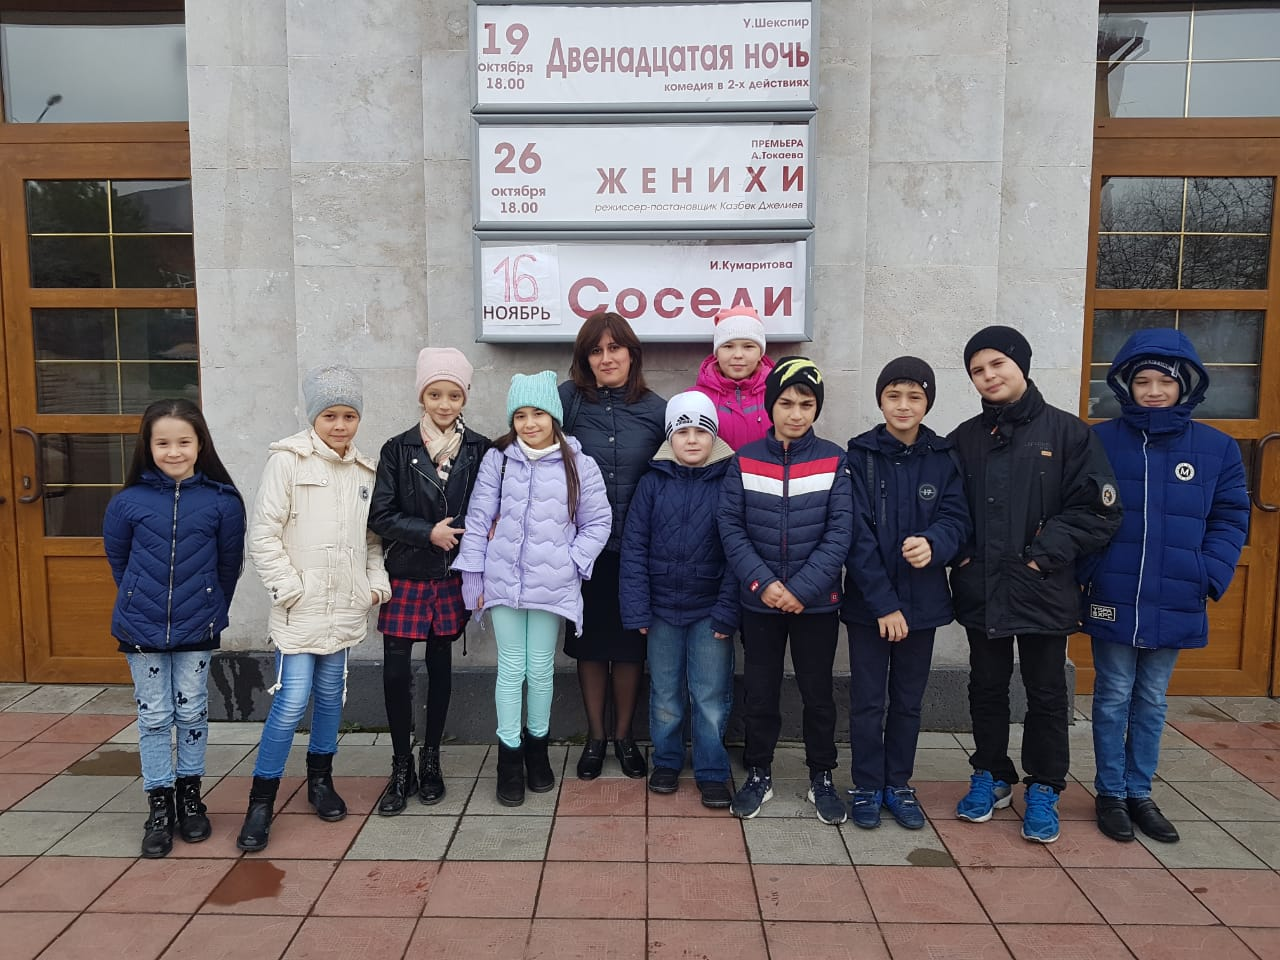 У.Шекспир
19
октября
18.00
Двенадцатая ночь
комедия в 2-х действиях
ПРЕМЬЕРА
А.Токаева
26
октября
18.00
ЖЕНИХИ
режиссер-постановщик Казбек Джелиев
И.Кумаритова
16
НОЯБРЬ
Соседи
adidas
M